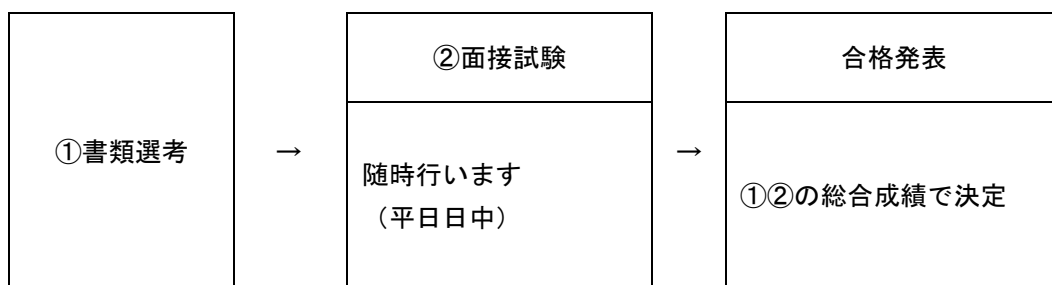 ①書類選考
→
②面接試験
随時行います
（平日日中）
→
合格発表
①②の総合成績で決定